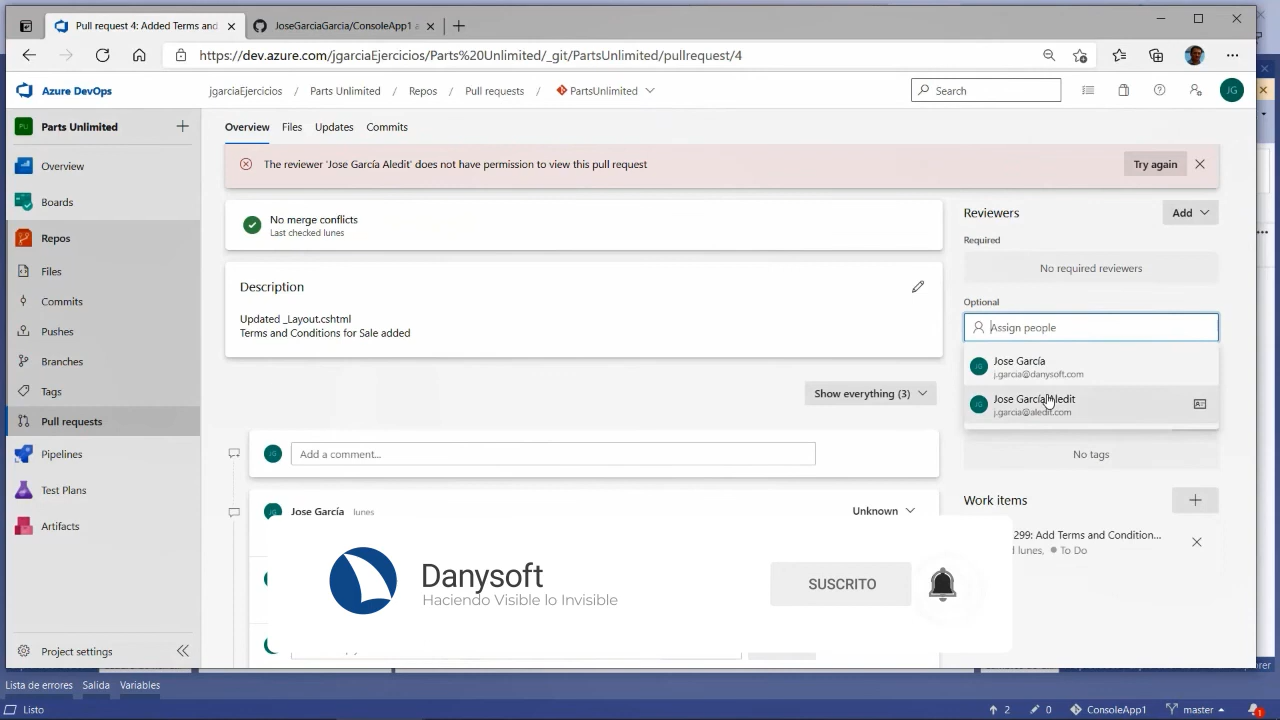 Pull request 4: Added Terms and
JoseGarciaGarcia/ConsoleApp1
https://dev.azure.com/jgarciaEjercicios/Parts%20Unlimited/_git/PartsUnlimited/pullrequest/4
Azure DevOps
jgarciaEjercicios / Parts Unlimited / Repos / Pull requests / PartsUnlimited
Search
JG
PU
Parts Unlimited
Overview
Boards
Repos
Files
Commits
Pushes
Branches
Tags
Pull requests
Pipelines
Test Plans
Artifacts
Project settings
Overview Files Updates Commits
The reviewer 'Jose García Aledit' does not have permission to view this pull request
Try again
No merge conflicts
Last checked lunes
Description
Updated _Layout.cshtml
Terms and Conditions for Sale added
Show everything (3)
JG
Add a comment...
JG
Jose García lunes
Unknown
Reviewers
Add
Required
No required reviewers
Optional
Assign people
JG
Jose García
j.garcia@danysoft.com
JG
Jose García Aledit
j.garcia@aledit.com
No tags
Work items
299: Add Terms and Condition...
lunes, To Do
Danysoft
Haciendo Visible lo Invisible
SUSCRITO
Lista de errores Salida Variables
orer
Listo
2
0
ConsoleApp1
master
1